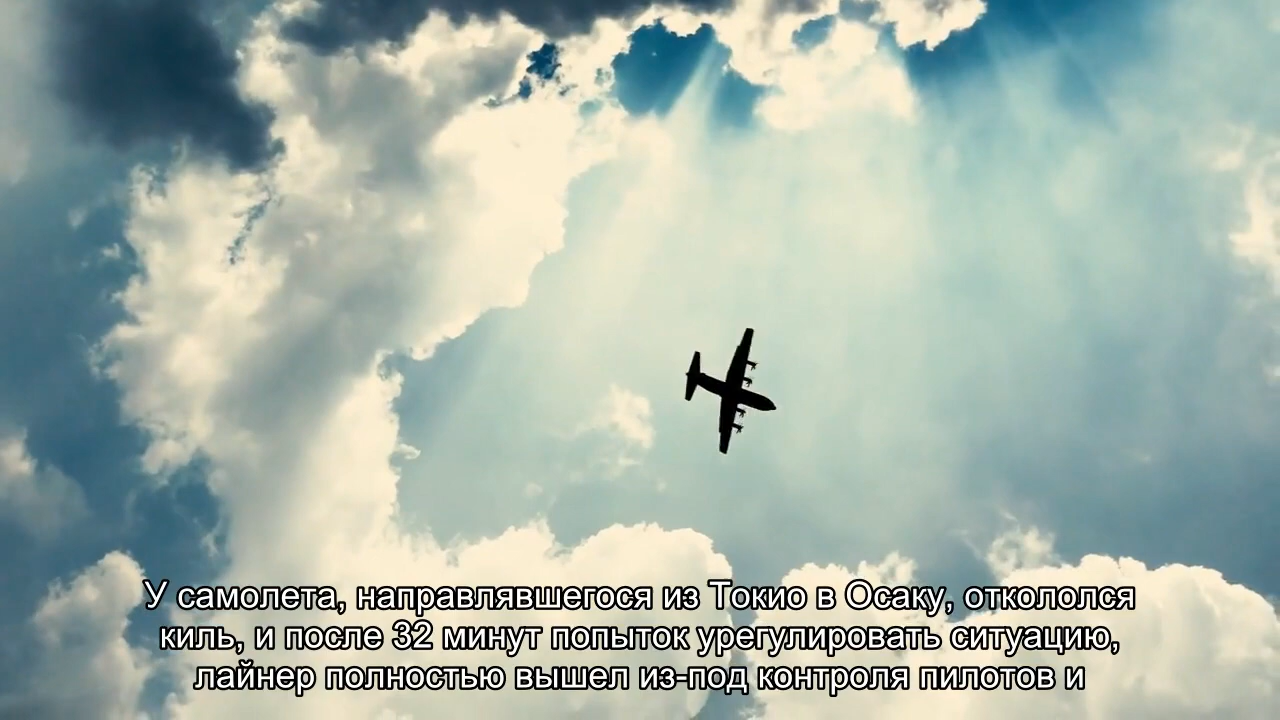 У самолета, направлявшегося из Токио в Осаку, откололся
киль, и после 32 минут попыток урегулировать ситуацию,
лайнер полностью вышел из-под контроля пилотов и